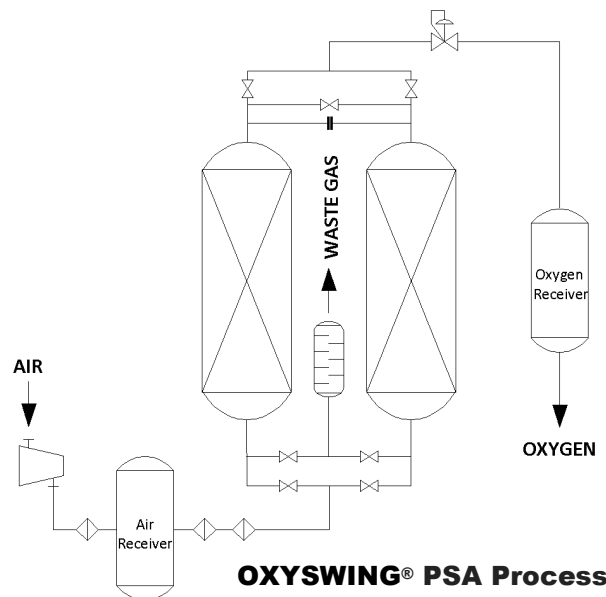 WASTE GAS
Oxygen
Receiver
AIR
OXYGEN
Air
Receiver
OXYSWING® PSA Process